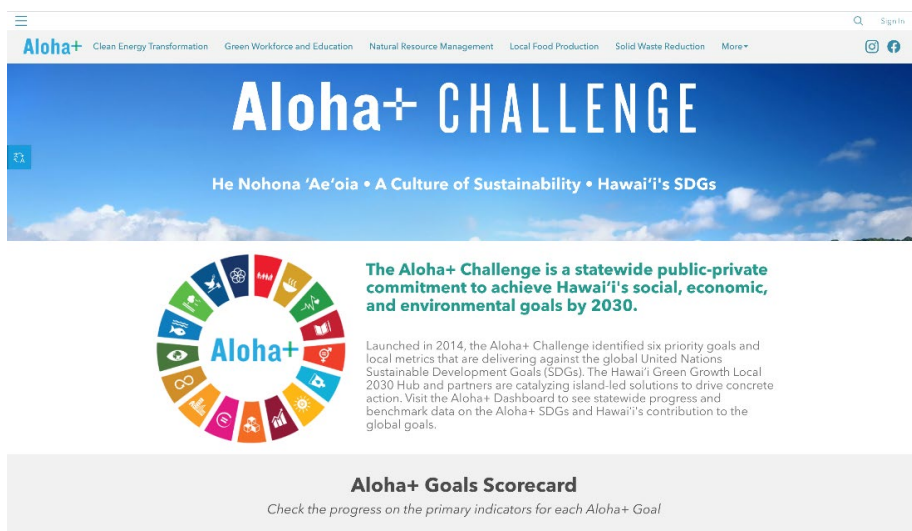 Sign In
Aloha+ Clean Energy Transformation Green Workforce and Education Natural Resource Management Local Food Production Solid Waste Reduction More
Aloha+ CHALLENGE
He Nohona ‘Ae‘oia • A Culture of Sustainability • Hawai‘i's SDGs
Aloha+
The Aloha+ Challenge is a statewide public-private
commitment to achieve Hawai‘i's social, economic,
and environmental goals by 2030.
Launched in 2014, the Aloha+ Challenge identified six priority goals and
local metrics that are delivering against the global United Nations
Sustainable Development Goals (SDGs). The Hawai‘i Green Growth Local
2030 Hub and partners are catalyzing island-led solutions to drive concrete
action. Visit the Aloha+ Dashboard to see statewide progress and
benchmark data on the Aloha+ SDGs and Hawai‘i's contribution to the
global goals.
Aloha+ Goals Scorecard
Check the progress on the primary indicators for each Aloha+ Goal